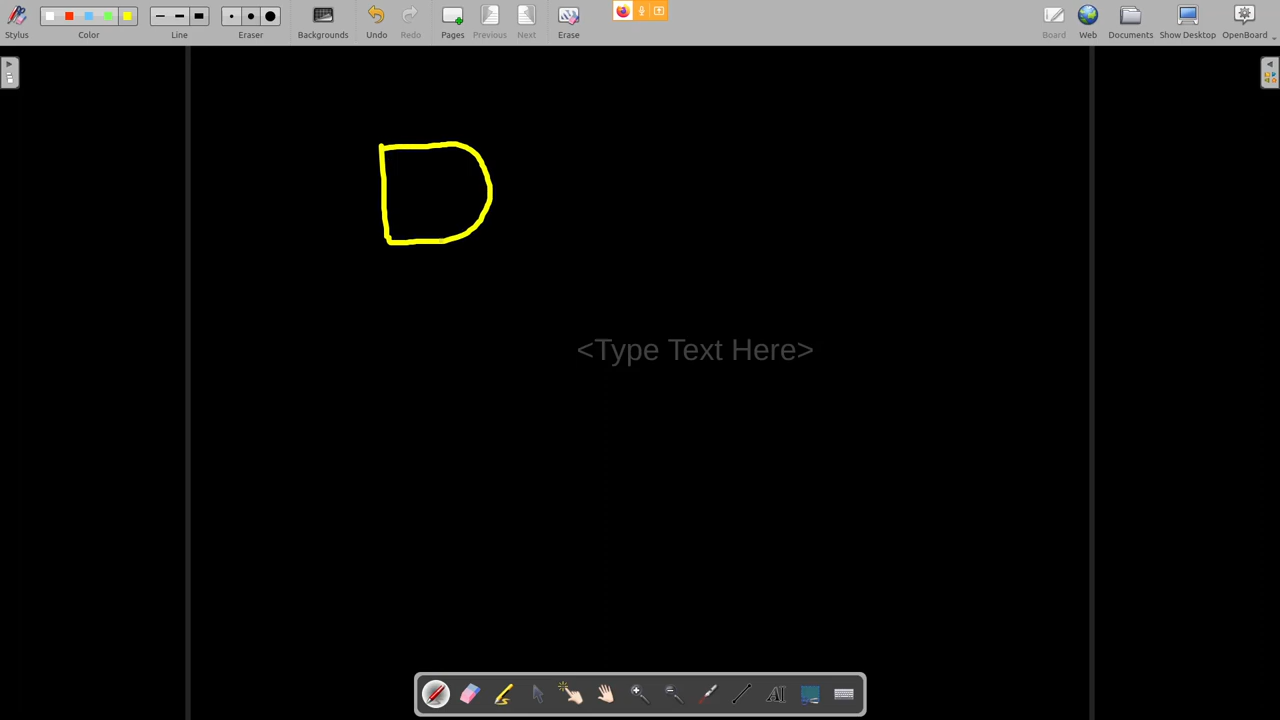 Stylus
Color
Line
Eraser
Backgrounds
Undo
Redo
Pages
Previous
Next
Erase
Board
Web
Documents
Show Desktop
OpenBoard
D
<Type Text Here>
AI